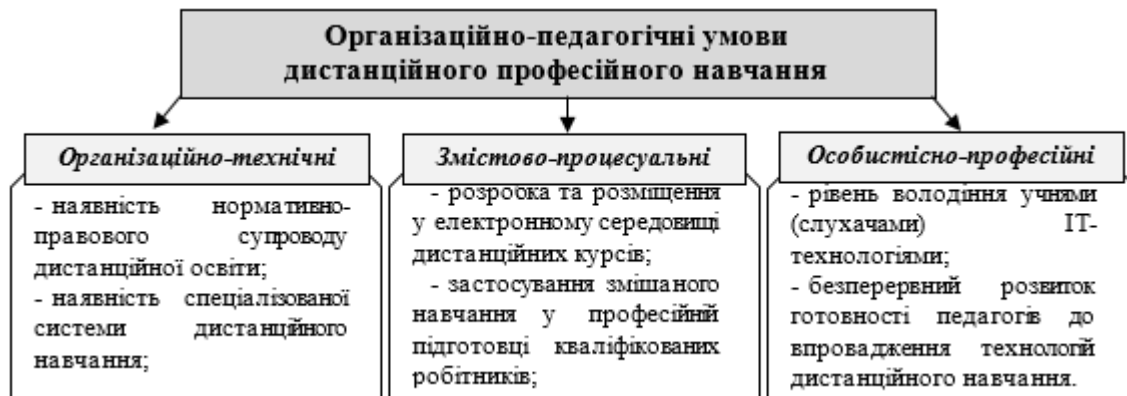 Організаційно-педагогічні умови
дистанційного професійного навчання
Організаційно-технічні
- наявність нормативно-
правового супроводу
дистанційної освіти;
- наявність спеціалізованої
системи дистанційного
навчання;
Змістово-процесуальні
- розробка та розміщення
у електронному середовищі
дистанційних курсів;
- застосування змішаного
навчання у професійній
підготовці кваліфікованих
робітників;
Особистісно-професійні
- рівень володіння учнями
(слухачами) ІТ-
технологіями;
- безперервний розвиток
готовності педагогів до
впровадження технологій
дистанційного навчання.